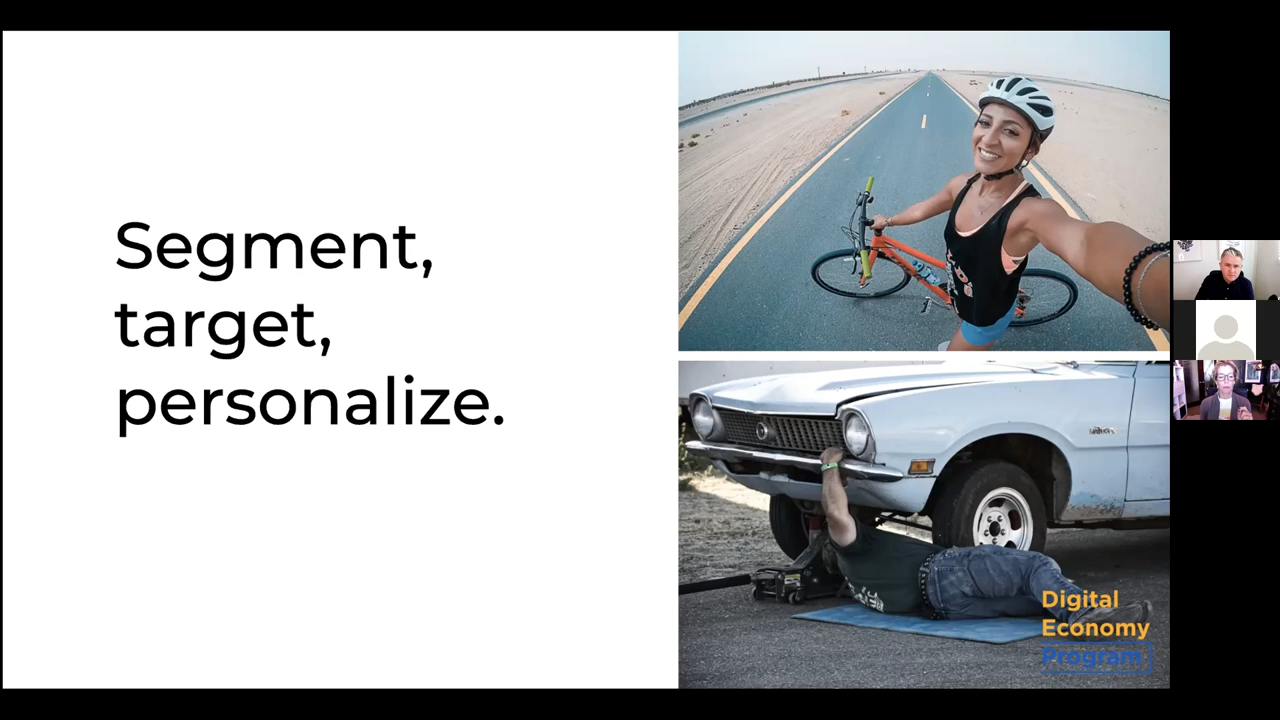 Segment,
target,
personalize.
Digital
Economy
Program